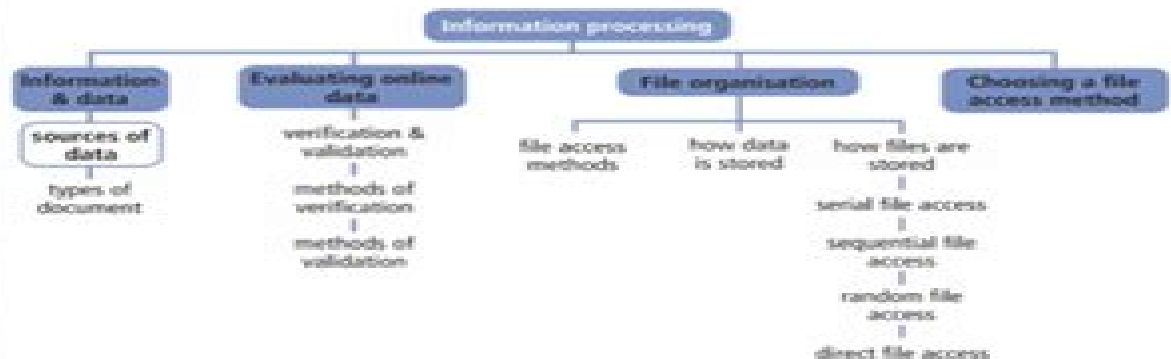 Information processing
Information
& data
Evaluating online
data
File organisation
Choosing a file
access method
sources of
data
types of
document
verification &
validation
methods of
verification
methods of
validation
file access
methods
how data
is stored
how files are
stored
serial file access
sequential file
access
random file
access
direct file access